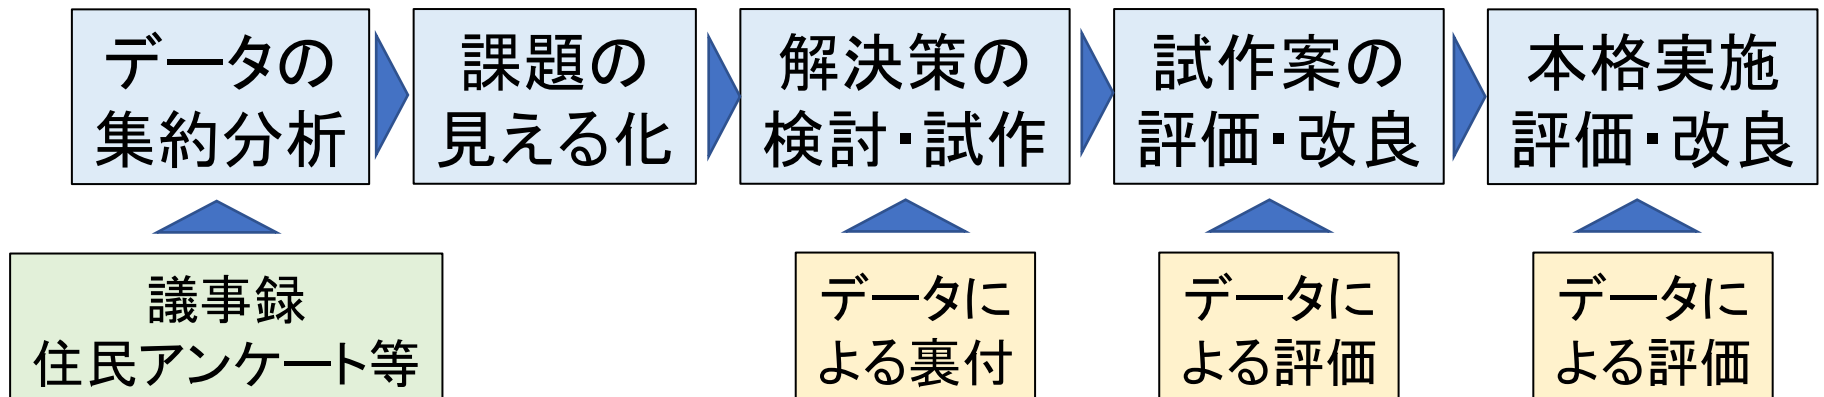 データの
集約分析
課題の
見える化
解決策の
検討・試作
試作案の
評価・改良
本格実施
評価・改良
議事録
住民アンケート等
データに
よる裏付
データに
よる評価
データに
よる評価